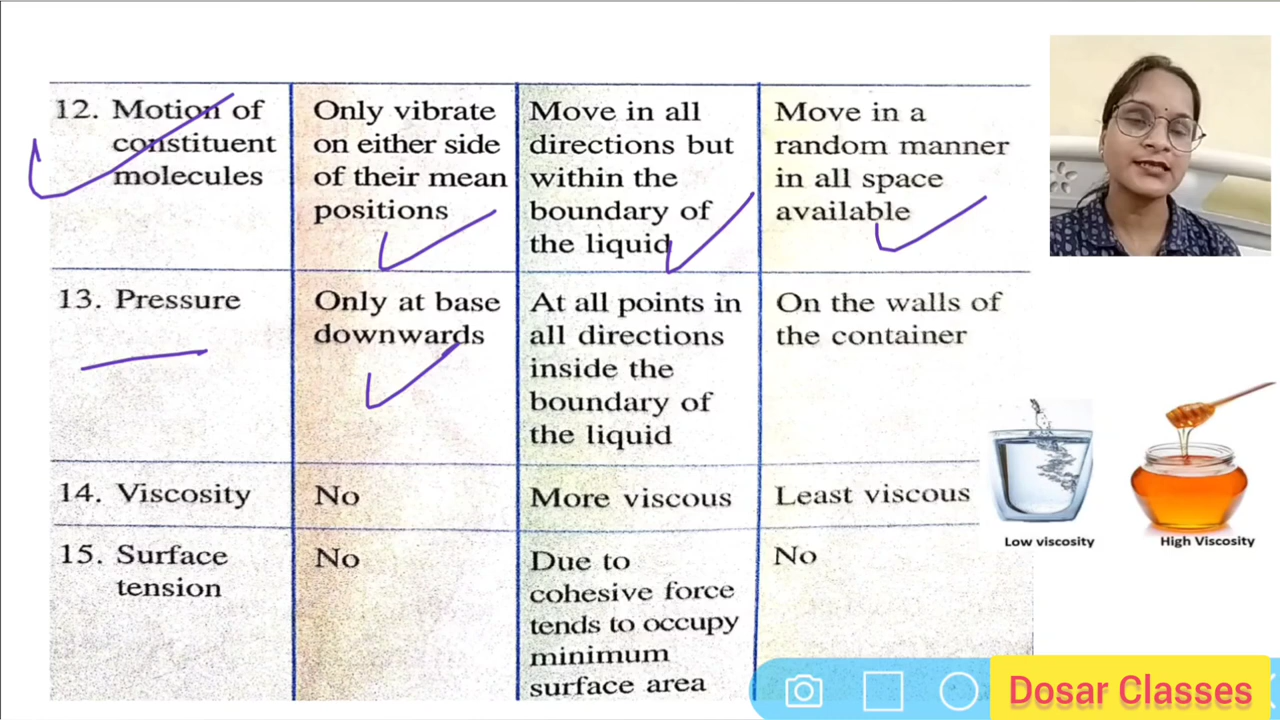 12. Motion of
constituent
molecules
Only vibrate
on either side
of their mean
positions
Move in all
directions but
within the
boundary of
the liquid
Move in a
random manner
in all space
available
13. Pressure
Only at base
downwards
At all points in
all directions
inside the
boundary of
the liquid
On the walls of
the container
14. Viscosity
No
More viscous
Least viscous
15. Surface
tension
No
Due to
cohesive force
tends to occupy
minimum
surface area
No
Low viscosity
High Viscosity
Dosar Classes